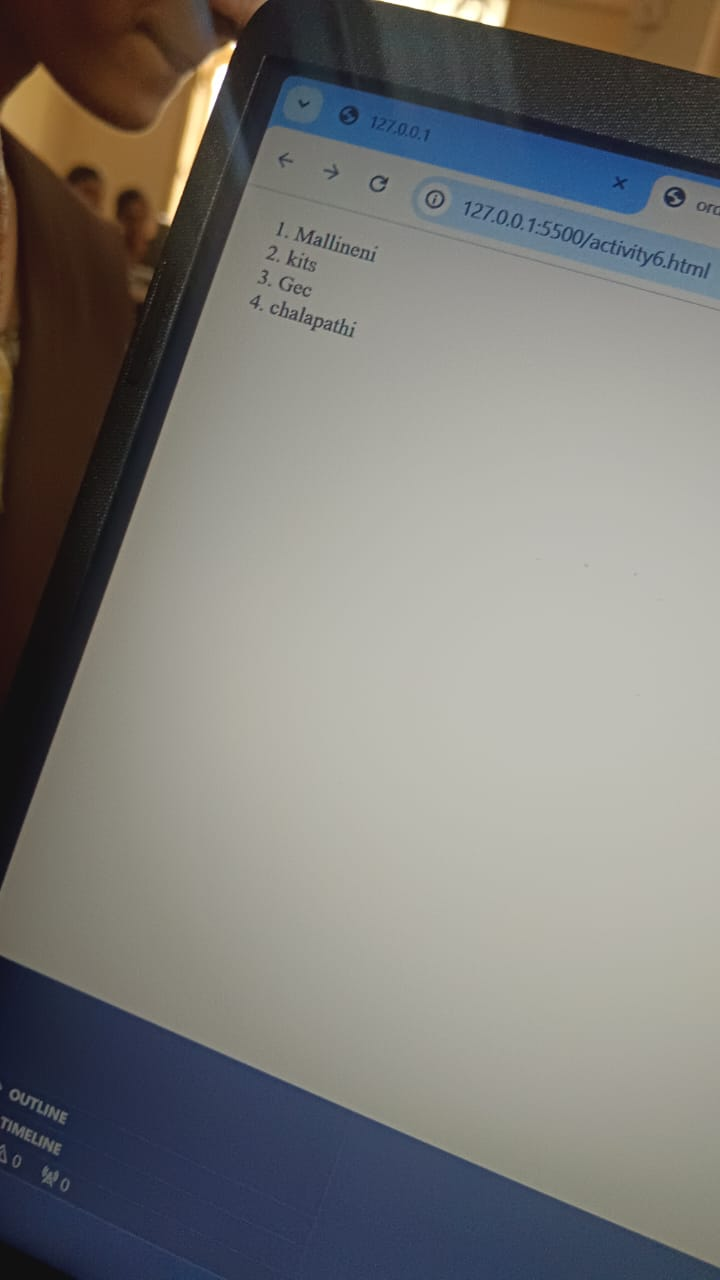 127.0.0.1
127.0.0.1:5500/activity6.html
1. Mallineni
2. kits
3. Gec
4. chalapathi
OUTLINE
TIMELINE
0 0